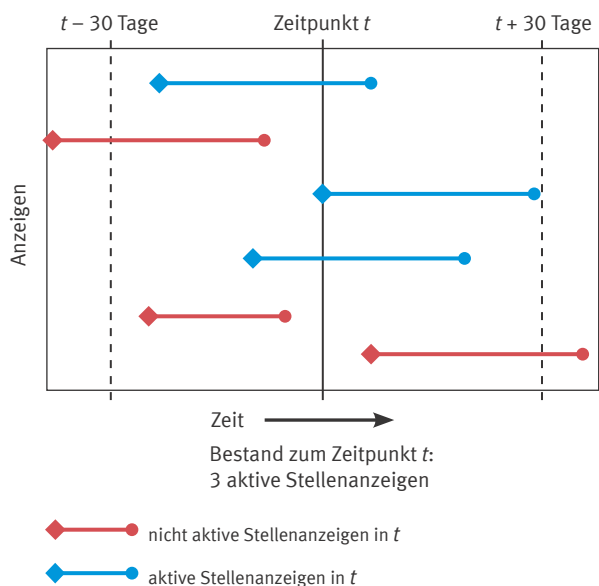 t – 30 Tage
Zeitpunkt t
t + 30 Tage
Anzeigen
Zeit
Bestand zum Zeitpunkt t:
3 aktive Stellenanzeigen
nicht aktive Stellenanzeigen in t
aktive Stellenanzeigen in t